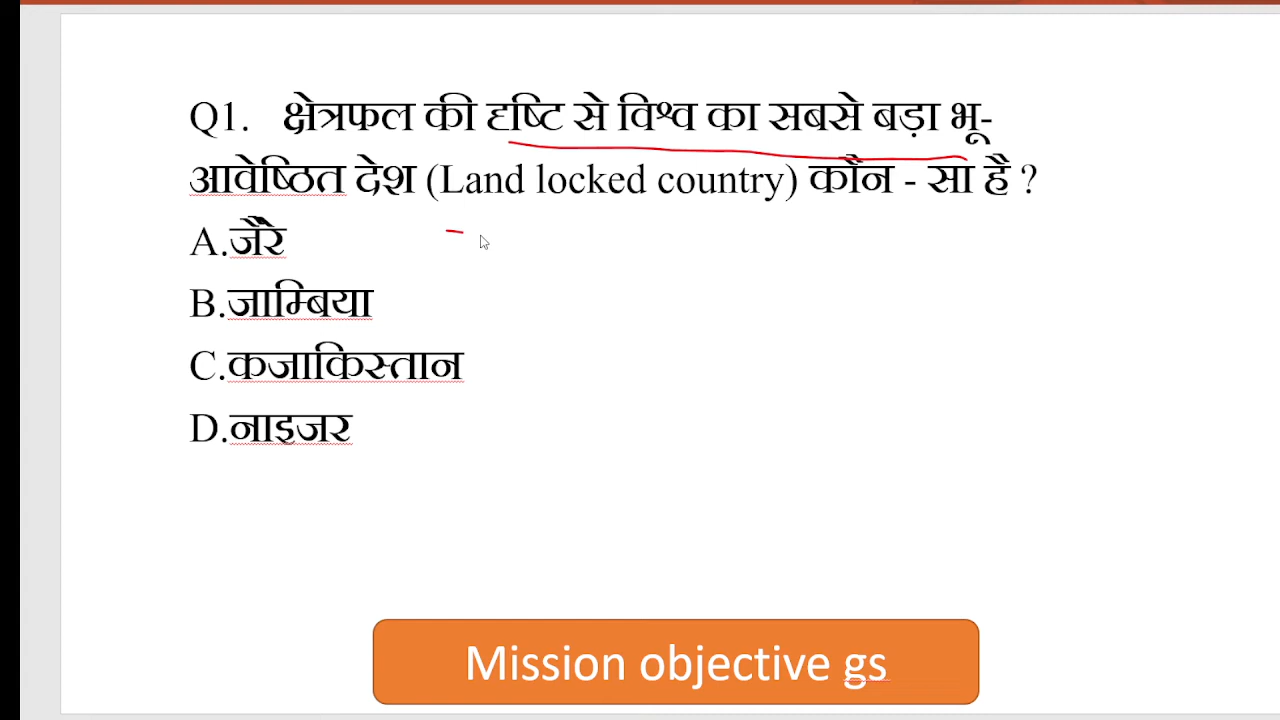 Q1. क्षेत्रफल की दृष्टि से विश्व का सबसे बड़ा भू-
आवेष्ठित देश (Land locked country) कौन - सा है ?
A.जैरे
B.जाम्बिया
C.कजाकिस्तान
D.नाइजर
Mission objective gs